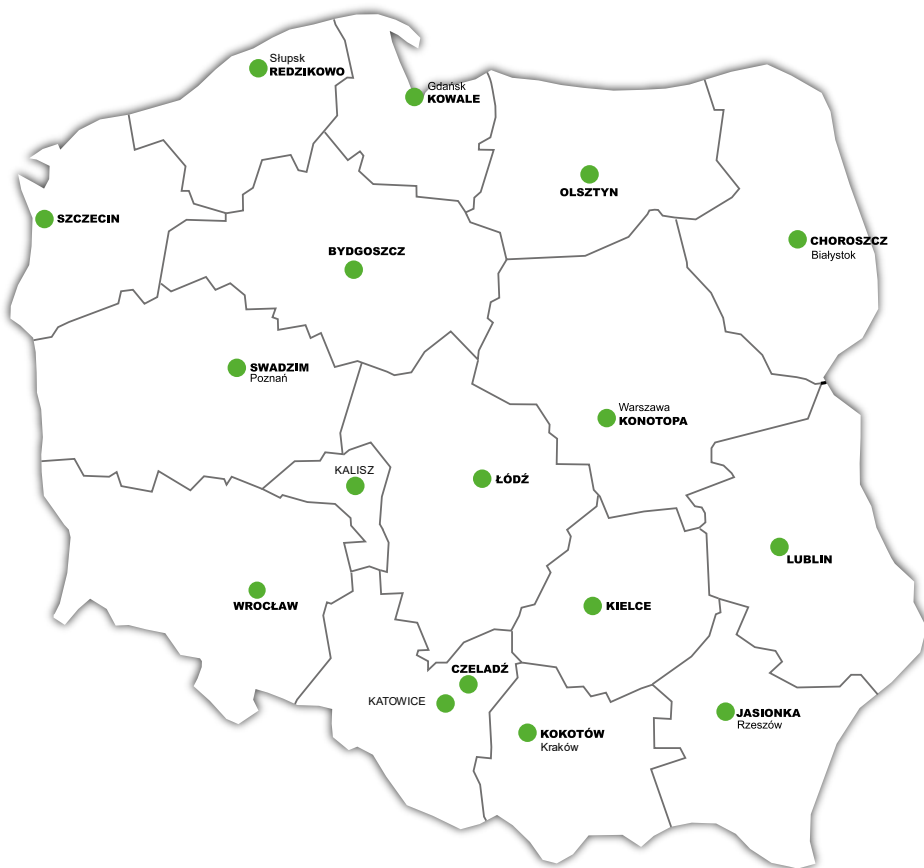 Słupsk
REDZIKOWO
Gdańsk
KOWALE
OLSZTYN
SZCZECIN
CHOROSZCZ
Białystok
BYDGOSZCZ
SWADZIM
Poznań
Warszawa
KONOTOPA
KALISZ
ŁÓDŹ
LUBLIN
WROCŁAW
KIELCE
CZELADŹ
KATOWICE
JASIONKA
Rzeszów
KOKOTÓW
Kraków